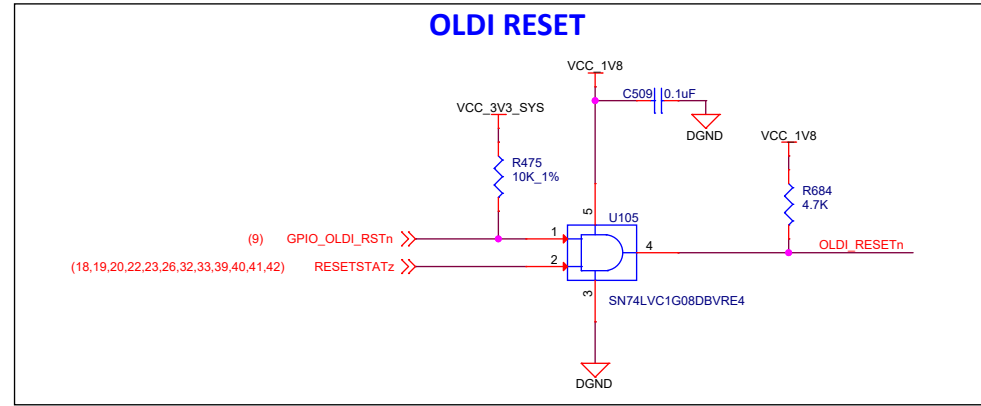 OLDI RESET
VCC_1V8
C509 0.1uF
VCC_3V3_SYS
DGND
VCC_1V8
R475
10K_1%
R684
4.7K
5
U105
(9) GPIO_OLDI_RSTn
1
4
OLDI_RESETn
(18,19,20,22,23,26,32,33,39,40,41,42) RESETSTATz
2
3
SN74LVC1G08DBVRE4
DGND